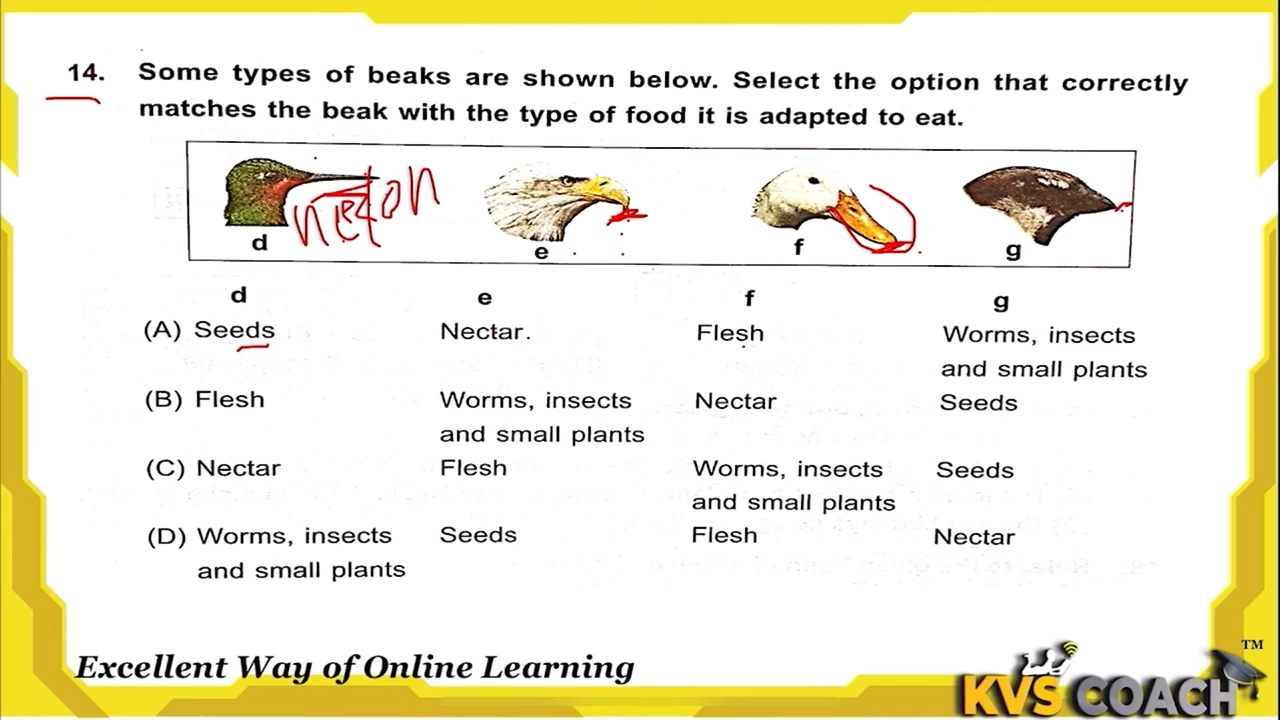 14. Some types of beaks are shown below. Select the option that correctly
matches the beak with the type of food it is adapted to eat.
d e f g
d e f g
(A) Seeds Nectar. Flesh Worms, insects
and small plants
(B) Flesh Worms, insects Nectar Seeds
and small plants
(C) Nectar Flesh Worms, insects Seeds
and small plants
(D) Worms, insects Seeds Flesh Nectar
and small plants
Excellent Way of Online Learning
KVS COACH TM